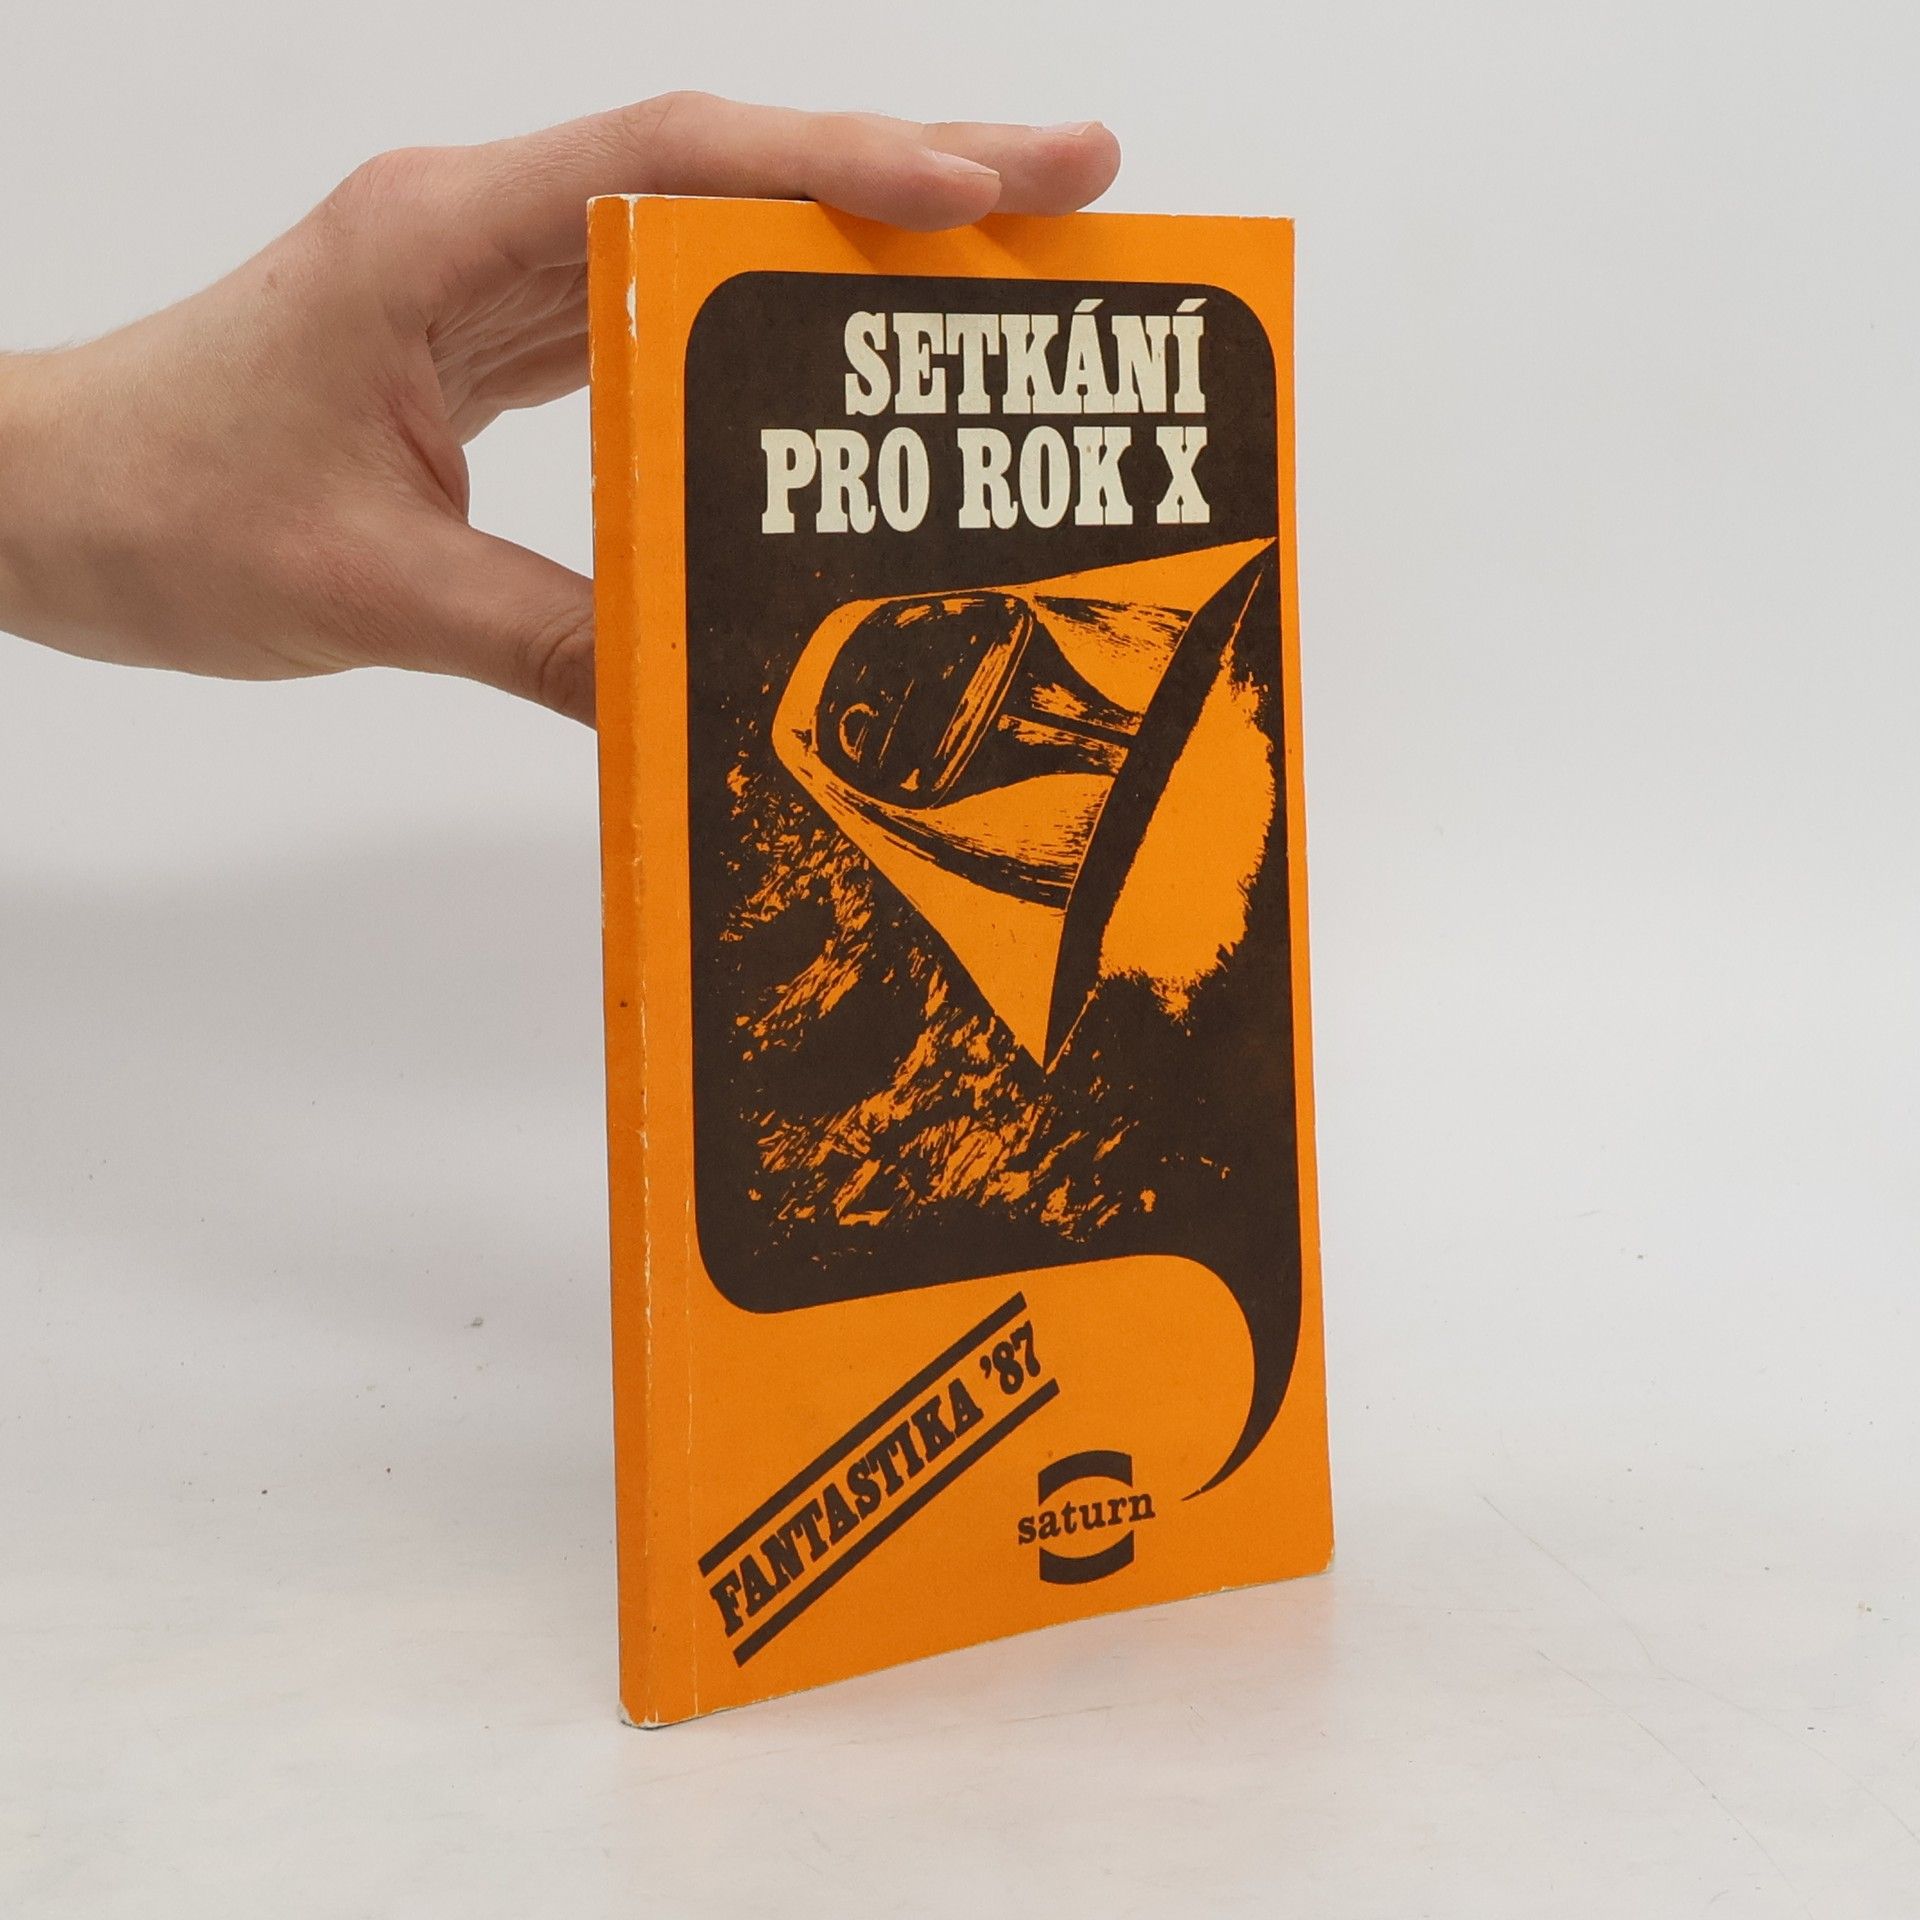 SETKÁNÍ
PRO ROK X
FANTASTIKA '87
saturn